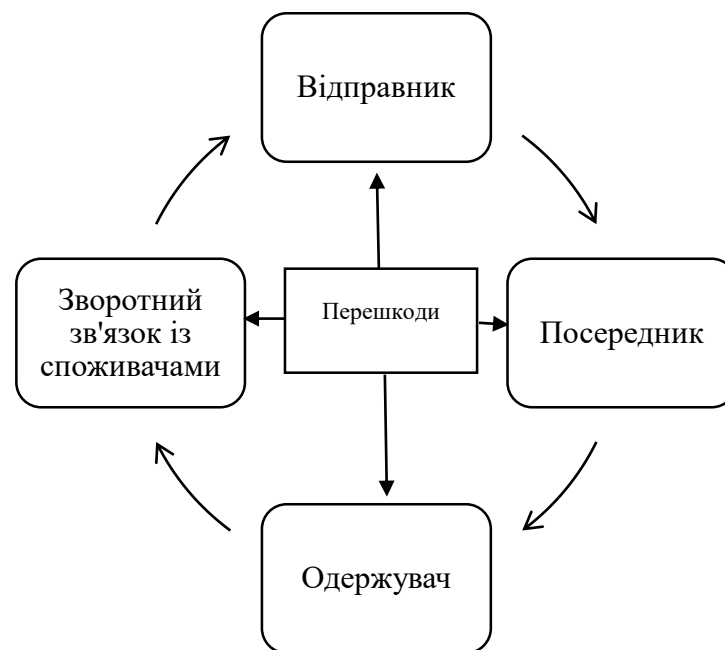 Відправник
Зворотний
зв'язок із
споживачами
Перешкоди
Посередник
Одержувач